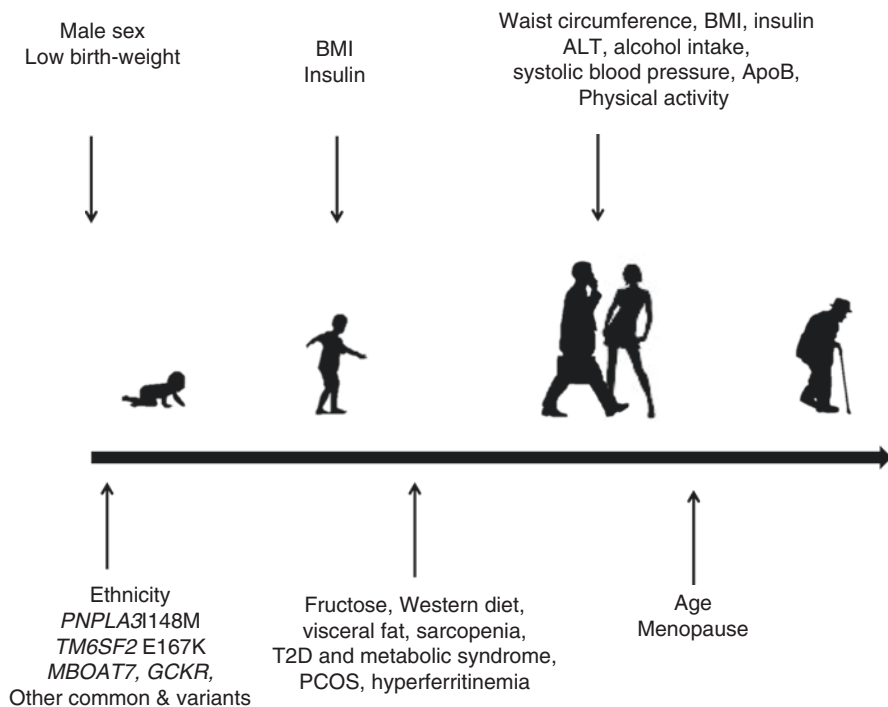 Male sex
Low birth-weight
BMI
Insulin
Waist circumference, BMI, insulin
ALT, alcohol intake,
systolic blood pressure, ApoB,
Physical activity
Ethnicity
PNPLA3I148M
TM6SF2 E167K
MBOAT7, GCKR,
Other common & variants
Fructose, Western diet,
visceral fat, sarcopenia,
T2D and metabolic syndrome,
PCOS, hyperferritinemia
Age
Menopause